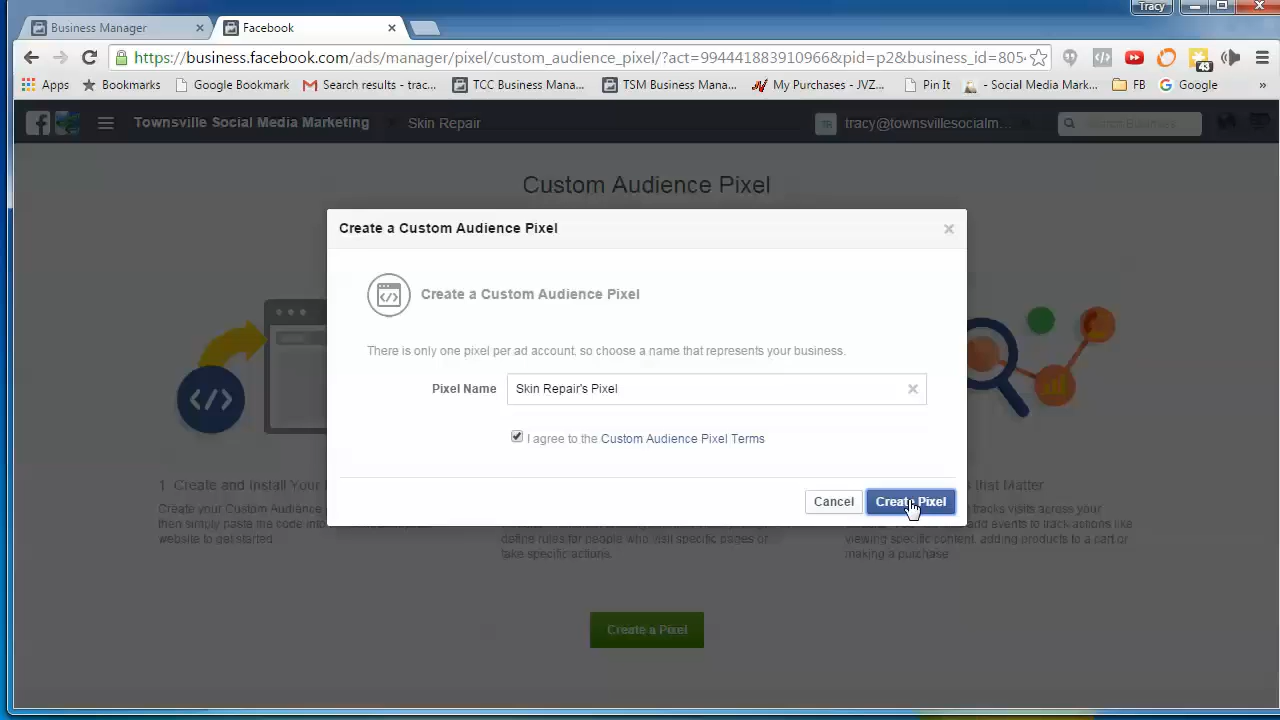 Tracy
Business Manager
Facebook
https://business.facebook.com/ads/manager/pixel/custom_audience_pixel/?act=994441883910966&pid=p2&business_id=805
43
Apps Bookmarks Google Bookmark Search results - trac... TCC Business Mana... TSM Business Mana... My Purchases - JVZ... Pin It - Social Media Mark... FB Google »
Townsville Social Media Marketing Skin Repair TR tracy@townsvillesocialm... Search Business
Custom Audience Pixel
Create a Custom Audience Pixel
Create a Custom Audience Pixel
There is only one pixel per ad account, so choose a name that represents your business.
Pixel Name Skin Repair's Pixel
I agree to the Custom Audience Pixel Terms
Cancel Create Pixel
1 Create and Install Your
Create your Custom Audience
then simply paste the code into
website to get started.
define rules for people who visit specific pages or
take specific actions.
that Matter
tracks visits across your
add events to track actions like
viewing specific content, adding products to a cart or
making a purchase
Create a Pixel